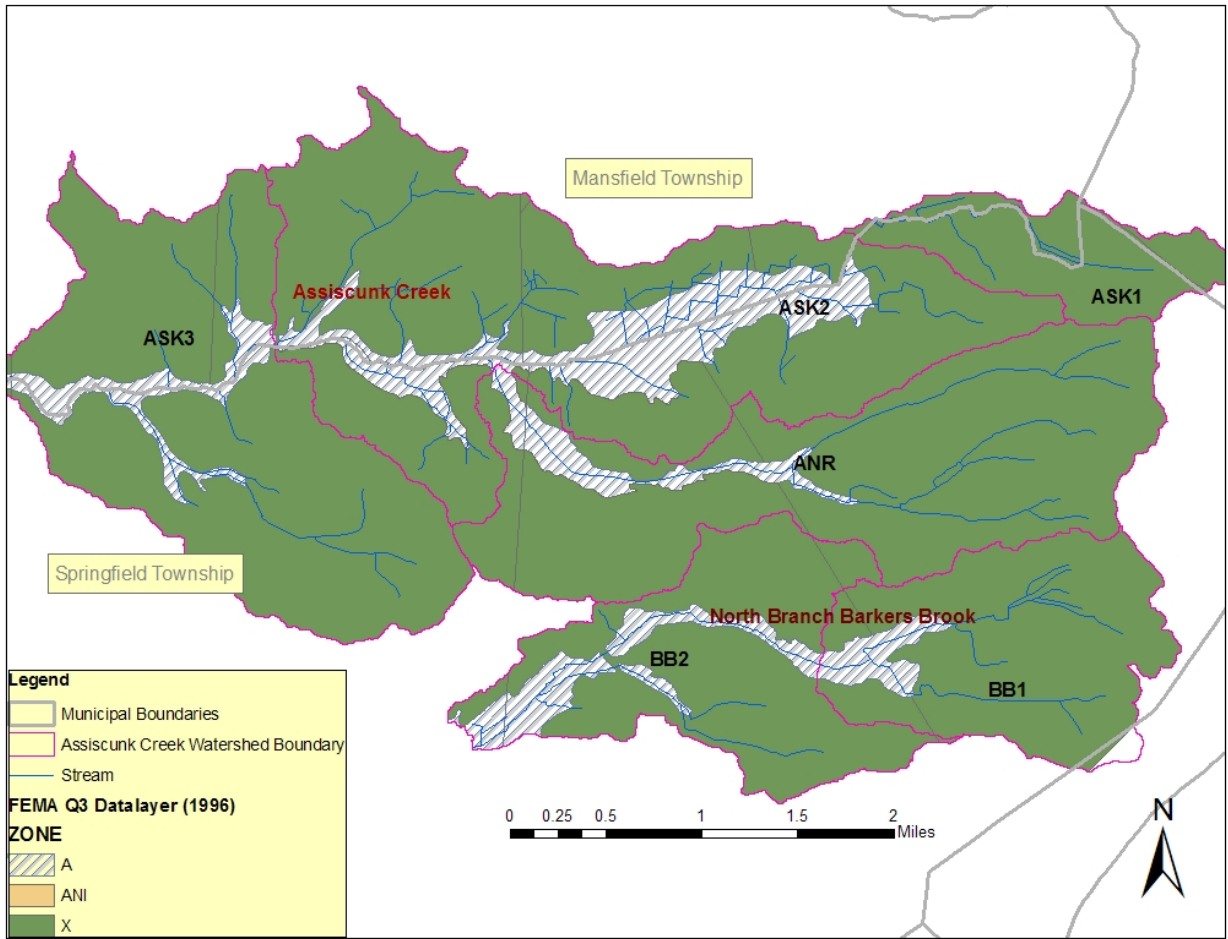 Mansfield Township
Assiscunk Creek
ASK1
ASK2
ASK3
ANR
Springfield Township
North Branch Barkers Brook
BB2
BB1
Legend
Municipal Boundaries
Assiscunk Creek Watershed Boundary
Stream
FEMA Q3 Datalayer (1996)
ZONE
A
ANI
X
0 0.25 0.5 1 1.5 2
Miles
N